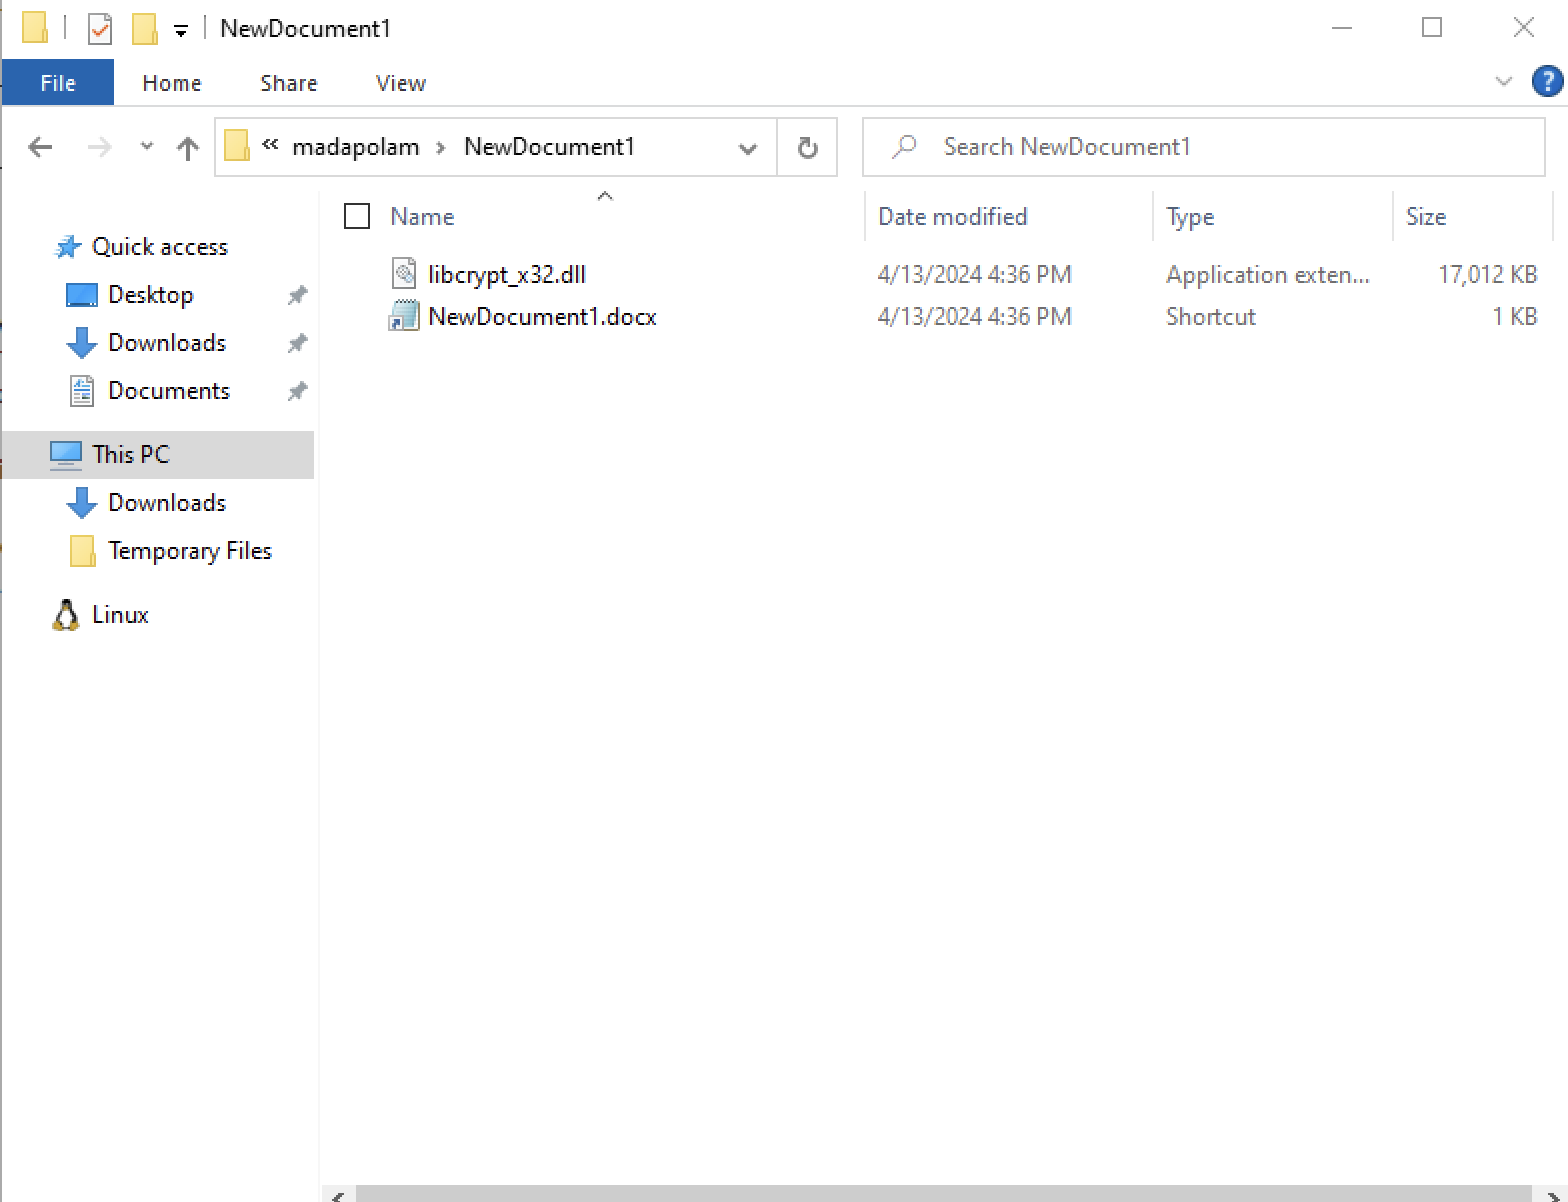 NewDocument1
File Home Share View
« madapolam › NewDocument1 Search NewDocument1
Name Date modified Type Size
Quick access
Desktop
Downloads
Documents
This PC
Downloads
Temporary Files
Linux
libcrypt_x32.dll 4/13/2024 4:36 PM Application exten... 17,012 KB
NewDocument1.docx 4/13/2024 4:36 PM Shortcut 1 KB